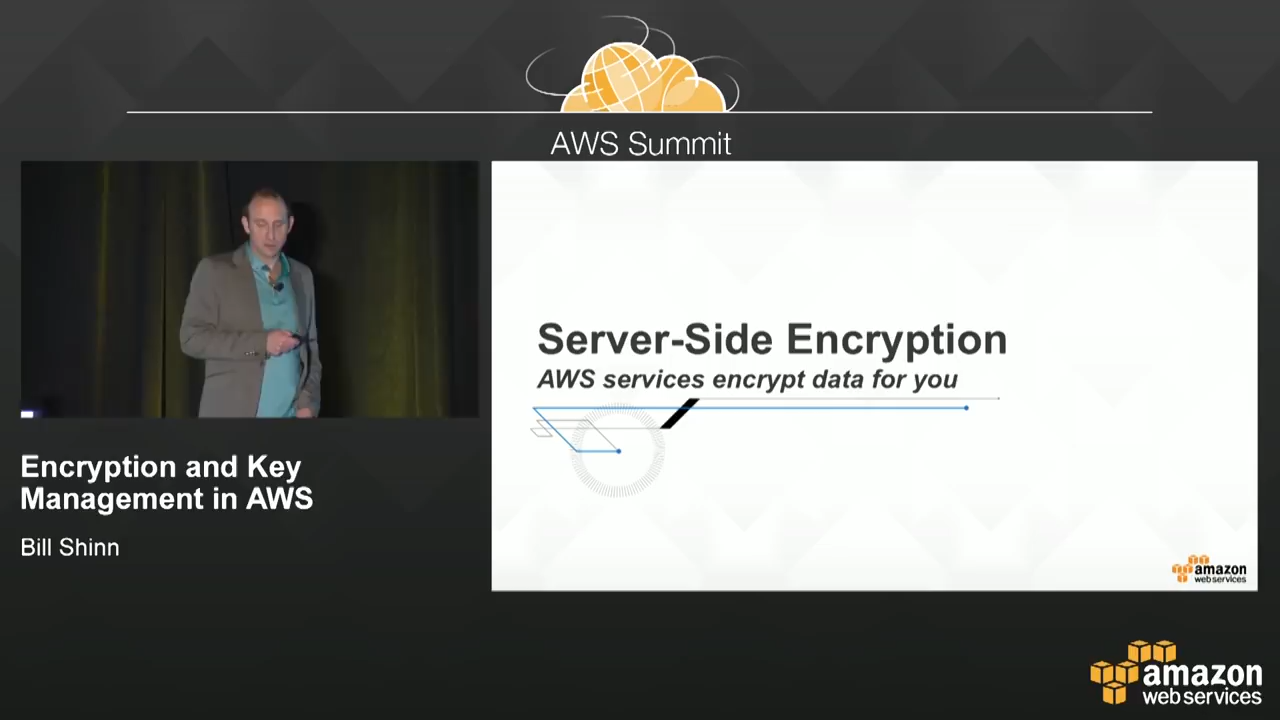 AWS Summit
Server-Side Encryption
AWS services encrypt data for you
amazon
web services
Encryption and Key
Management in AWS
Bill Shinn
amazon
web services